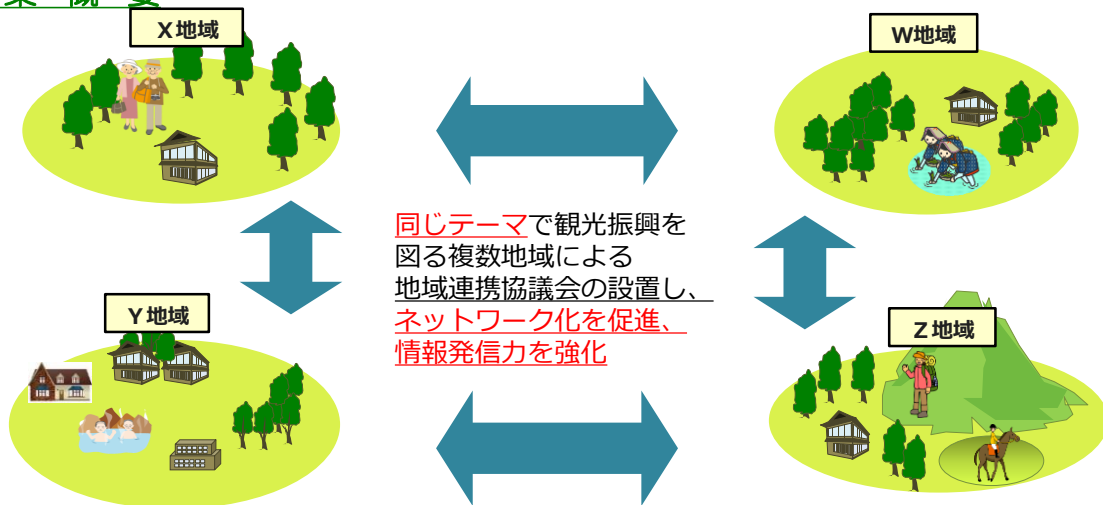 X地域
W地域
同じテーマで観光振興を
図る複数地域による
地域連携協議会の設置し、
ネットワーク化を促進、
情報発信力を強化
Y地域
Z地域